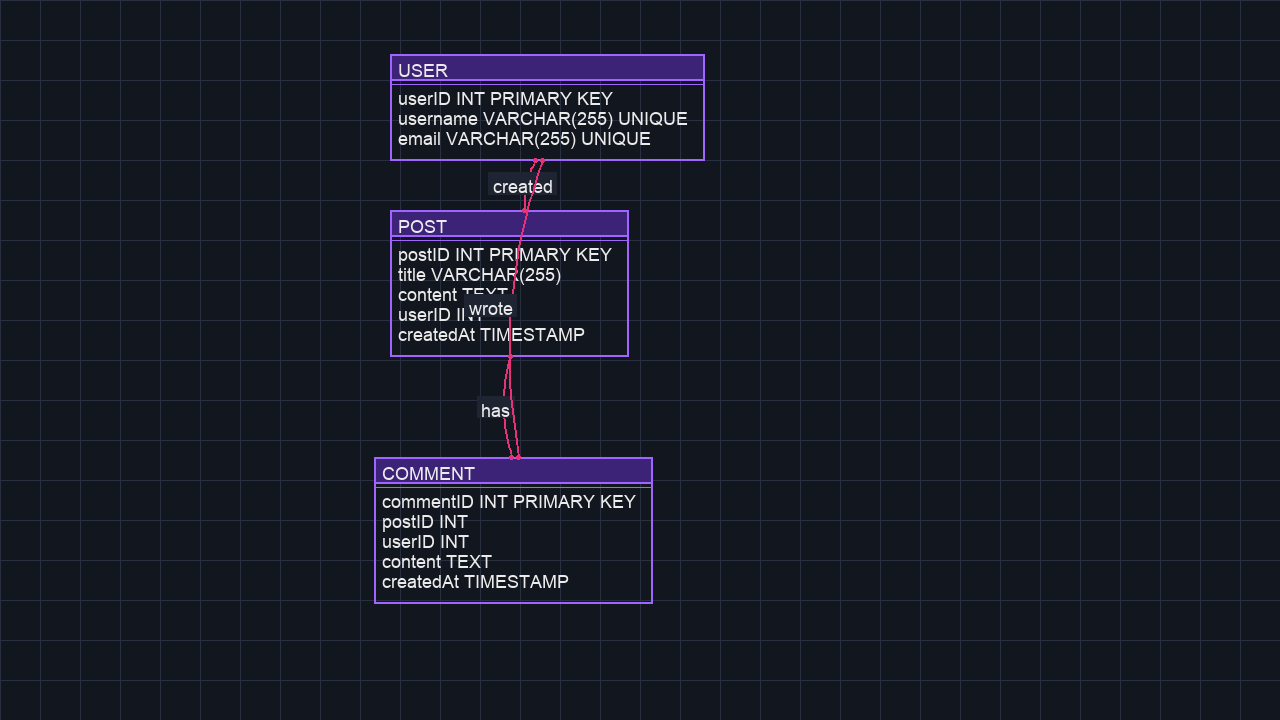 USER
userID INT PRIMARY KEY
username VARCHAR(255) UNIQUE
email VARCHAR(255) UNIQUE
created
POST
postID INT PRIMARY KEY
title VARCHAR(255)
content TEXT
wrote
userID INT
createdAt TIMESTAMP
has
COMMENT
commentID INT PRIMARY KEY
postID INT
userID INT
content TEXT
createdAt TIMESTAMP